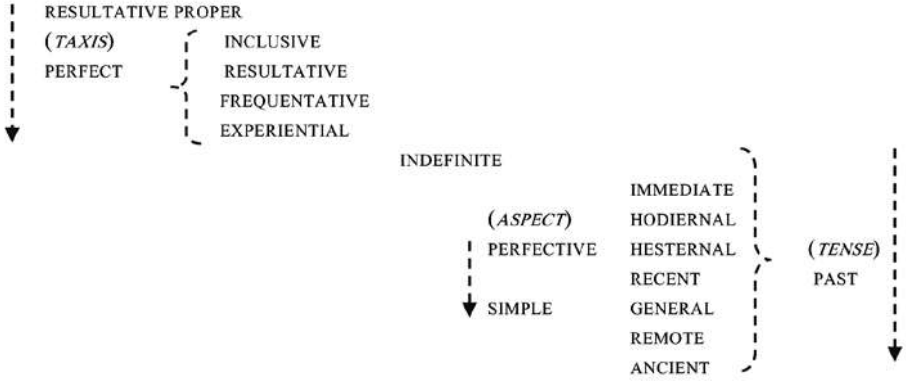 RESULTATIVE PROPER
(TAXIS) INCLUSIVE
PERFECT RESULTATIVE
FREQUENTATIVE
EXPERIENTIAL
INDEFINITE
IMMEDIATE
(ASPECT) HODIERNAL
PERFECTIVE HESTERNAL (TENSE)
RECENT PAST
SIMPLE GENERAL
REMOTE
ANCIENT